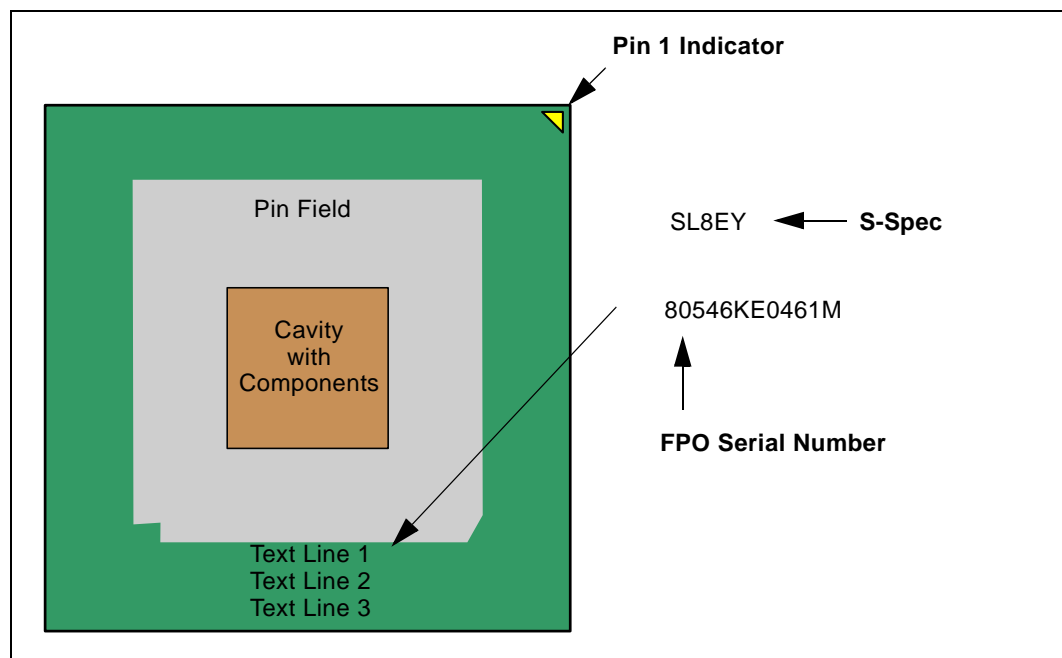 Pin 1 Indicator
Pin Field
SL8EY
S-Spec
80546KE0461M
Cavity
with
Components
FPO Serial Number
Text Line 1
Text Line 2
Text Line 3